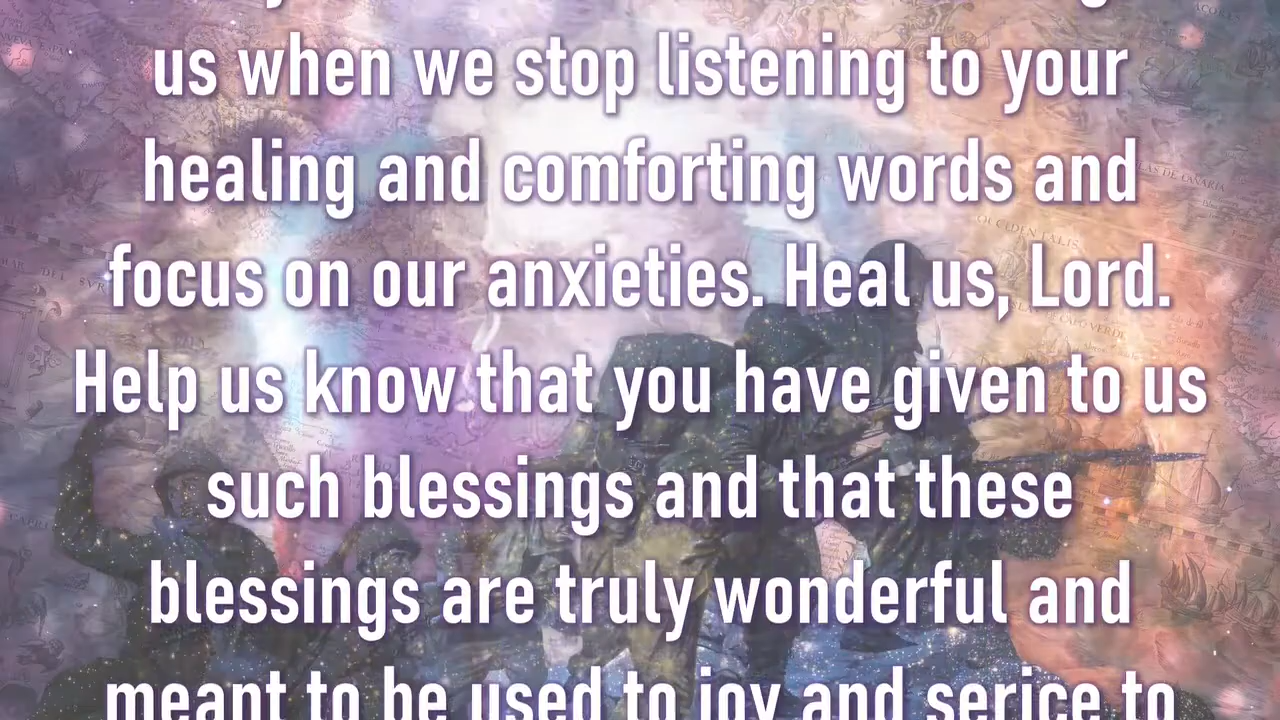 us when we stop listening to your
healing and comforting words and
focus on our anxieties. Heal us, Lord.
Help us know that you have given to us
such blessings and that these
blessings are truly wonderful and
meant to be used to joy and serice to
OCCIDENTALIS